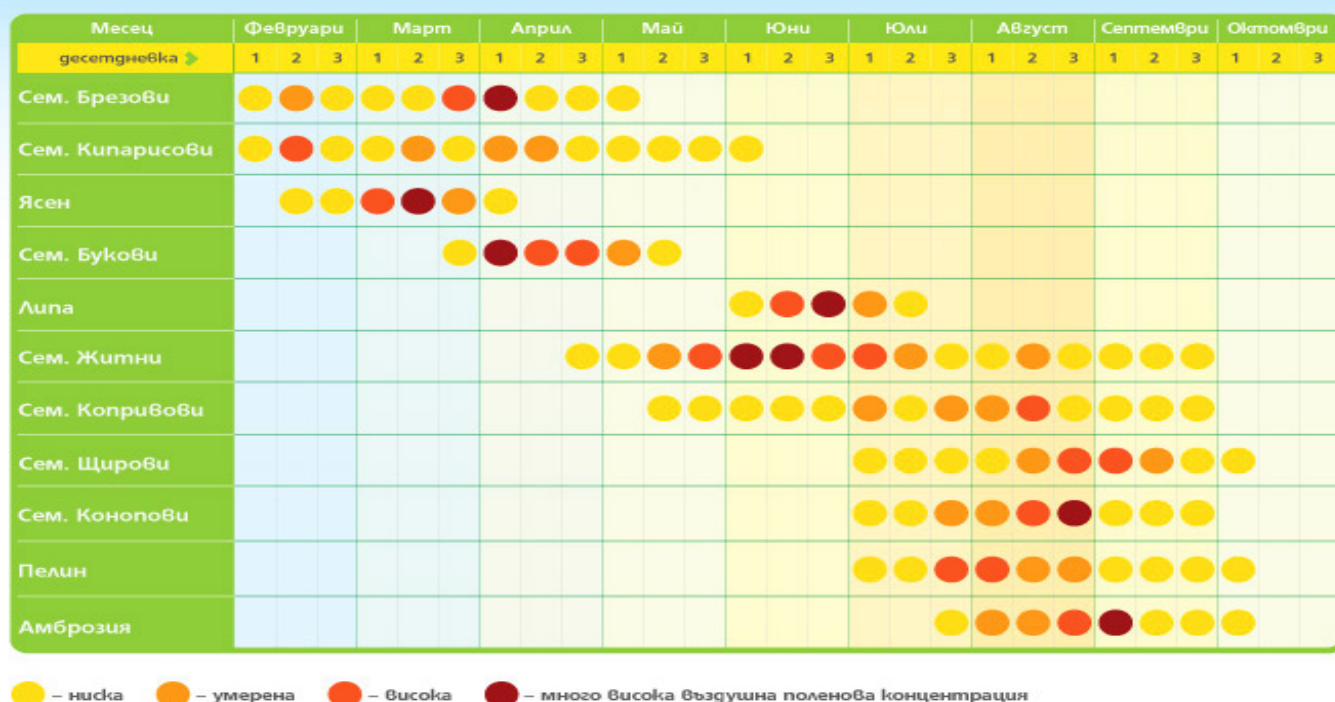 Месец Февруари Март Април Май Юни Юли Август Септември Октомври
десетдневка 1 2 3 1 2 3 1 2 3 1 2 3 1 2 3 1 2 3 1 2 3 1 2 3 1 2 3
Сем. Брезови
Сем. Кипарисови
Ясен
Сем. Букови
Липа
Сем. Житни
Сем. Копривови
Сем. Щирови
Сем. Конопови
Пелин
Амброзия
– ниска – умерена – висока – много висока въздушна поленова концентрация